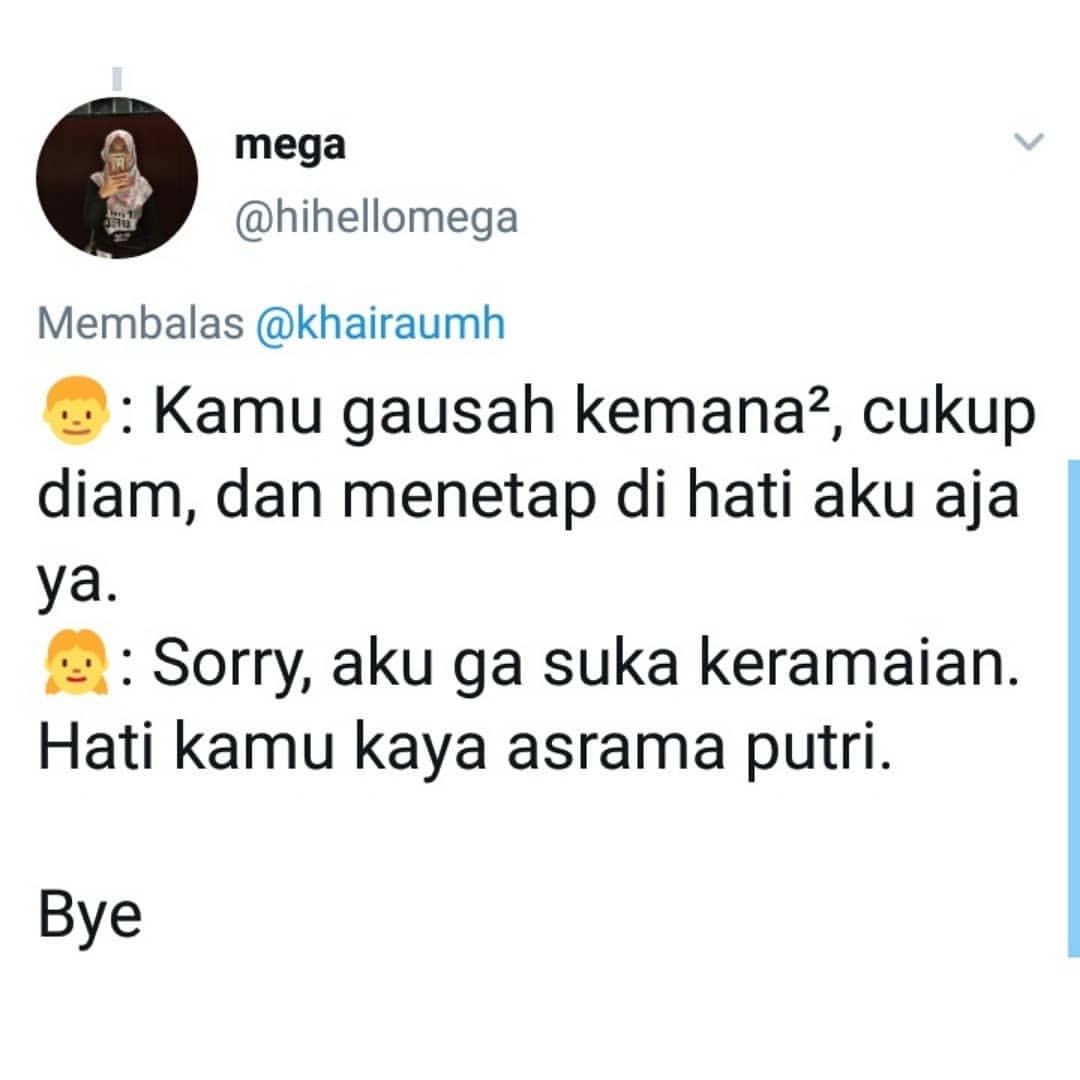 mega
@hihellomega
Membalas @khairaumh
👦: Kamu gausah kemana², cukup
diam, dan menetap di hati aku aja
ya.
👧: Sorry, aku ga suka keramaian.
Hati kamu kaya asrama putri.
Bye